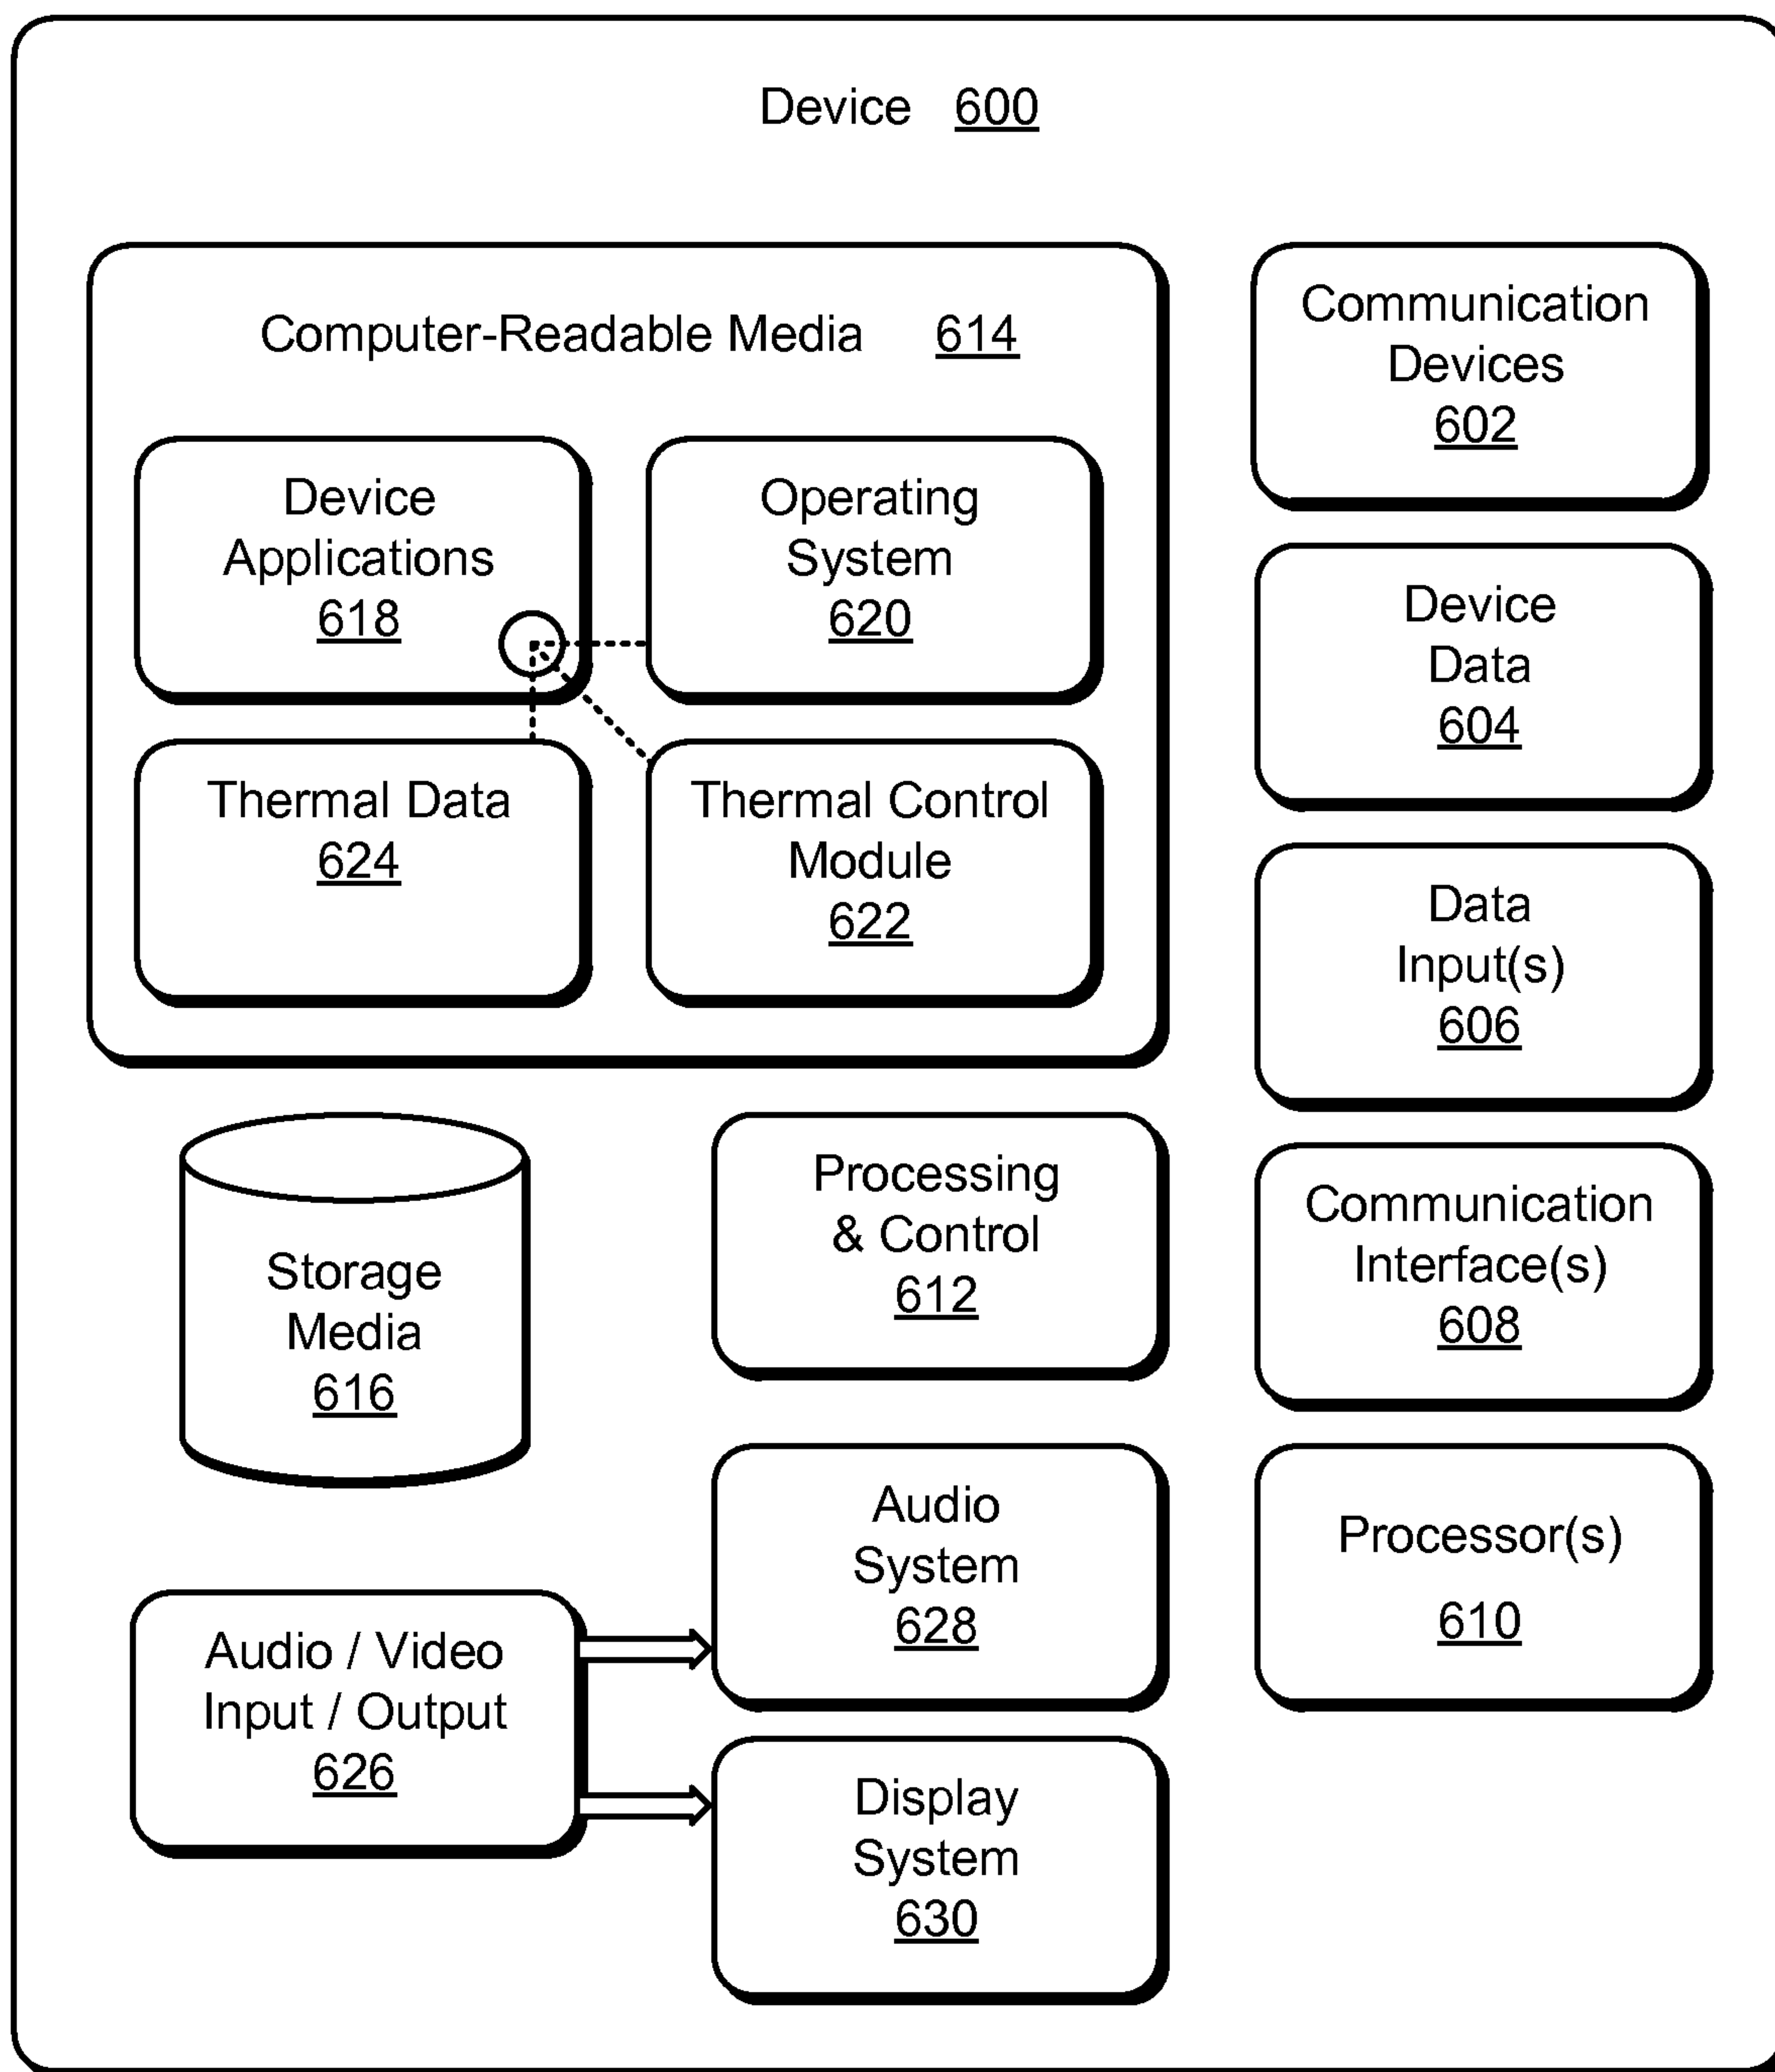 Device 600
Computer-Readable Media 614
Device
Applications
618
Operating
System
620
Thermal Data
624
Thermal Control
Module
622
Communication
Devices
602
Device
Data
604
Data
Input(s)
606
Communication
Interface(s)
608
Processor(s)
610
Storage
Media
616
Processing
& Control
612
Audio / Video
Input / Output
626
Audio
System
628
Display
System
630